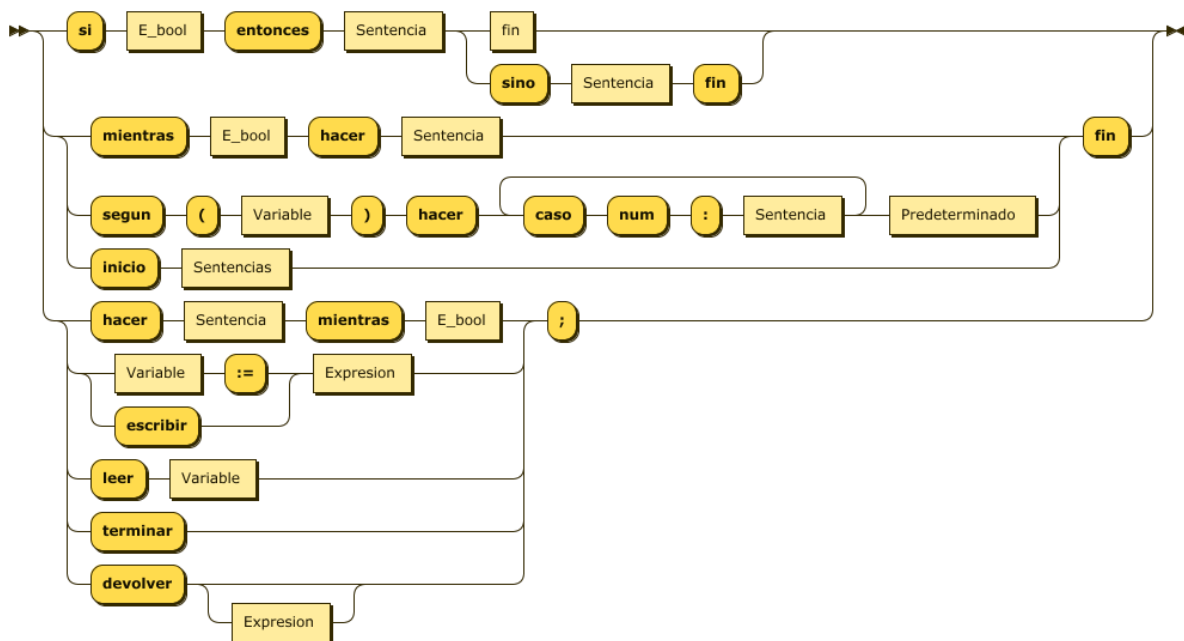 si E_bool entonces Sentencia fin
sino Sentencia fin
mientras E_bool hacer Sentencia fin
segun ( Variable ) hacer caso num : Sentencia Predeterminado
inicio Sentencias
hacer Sentencia mientras E_bool ;
Variable := Expresion
escribir
leer Variable
terminar
devolver
Expresion